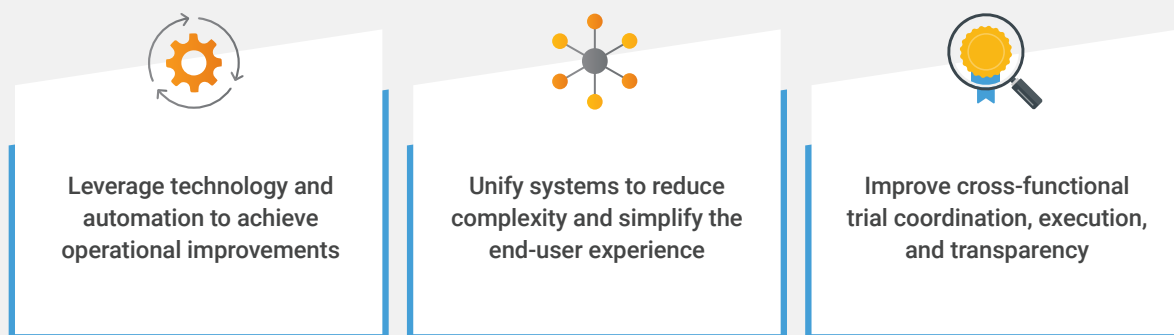 Leverage technology and
automation to achieve
operational improvements
Unify systems to reduce
complexity and simplify the
end-user experience
Improve cross-functional
trial coordination, execution,
and transparency